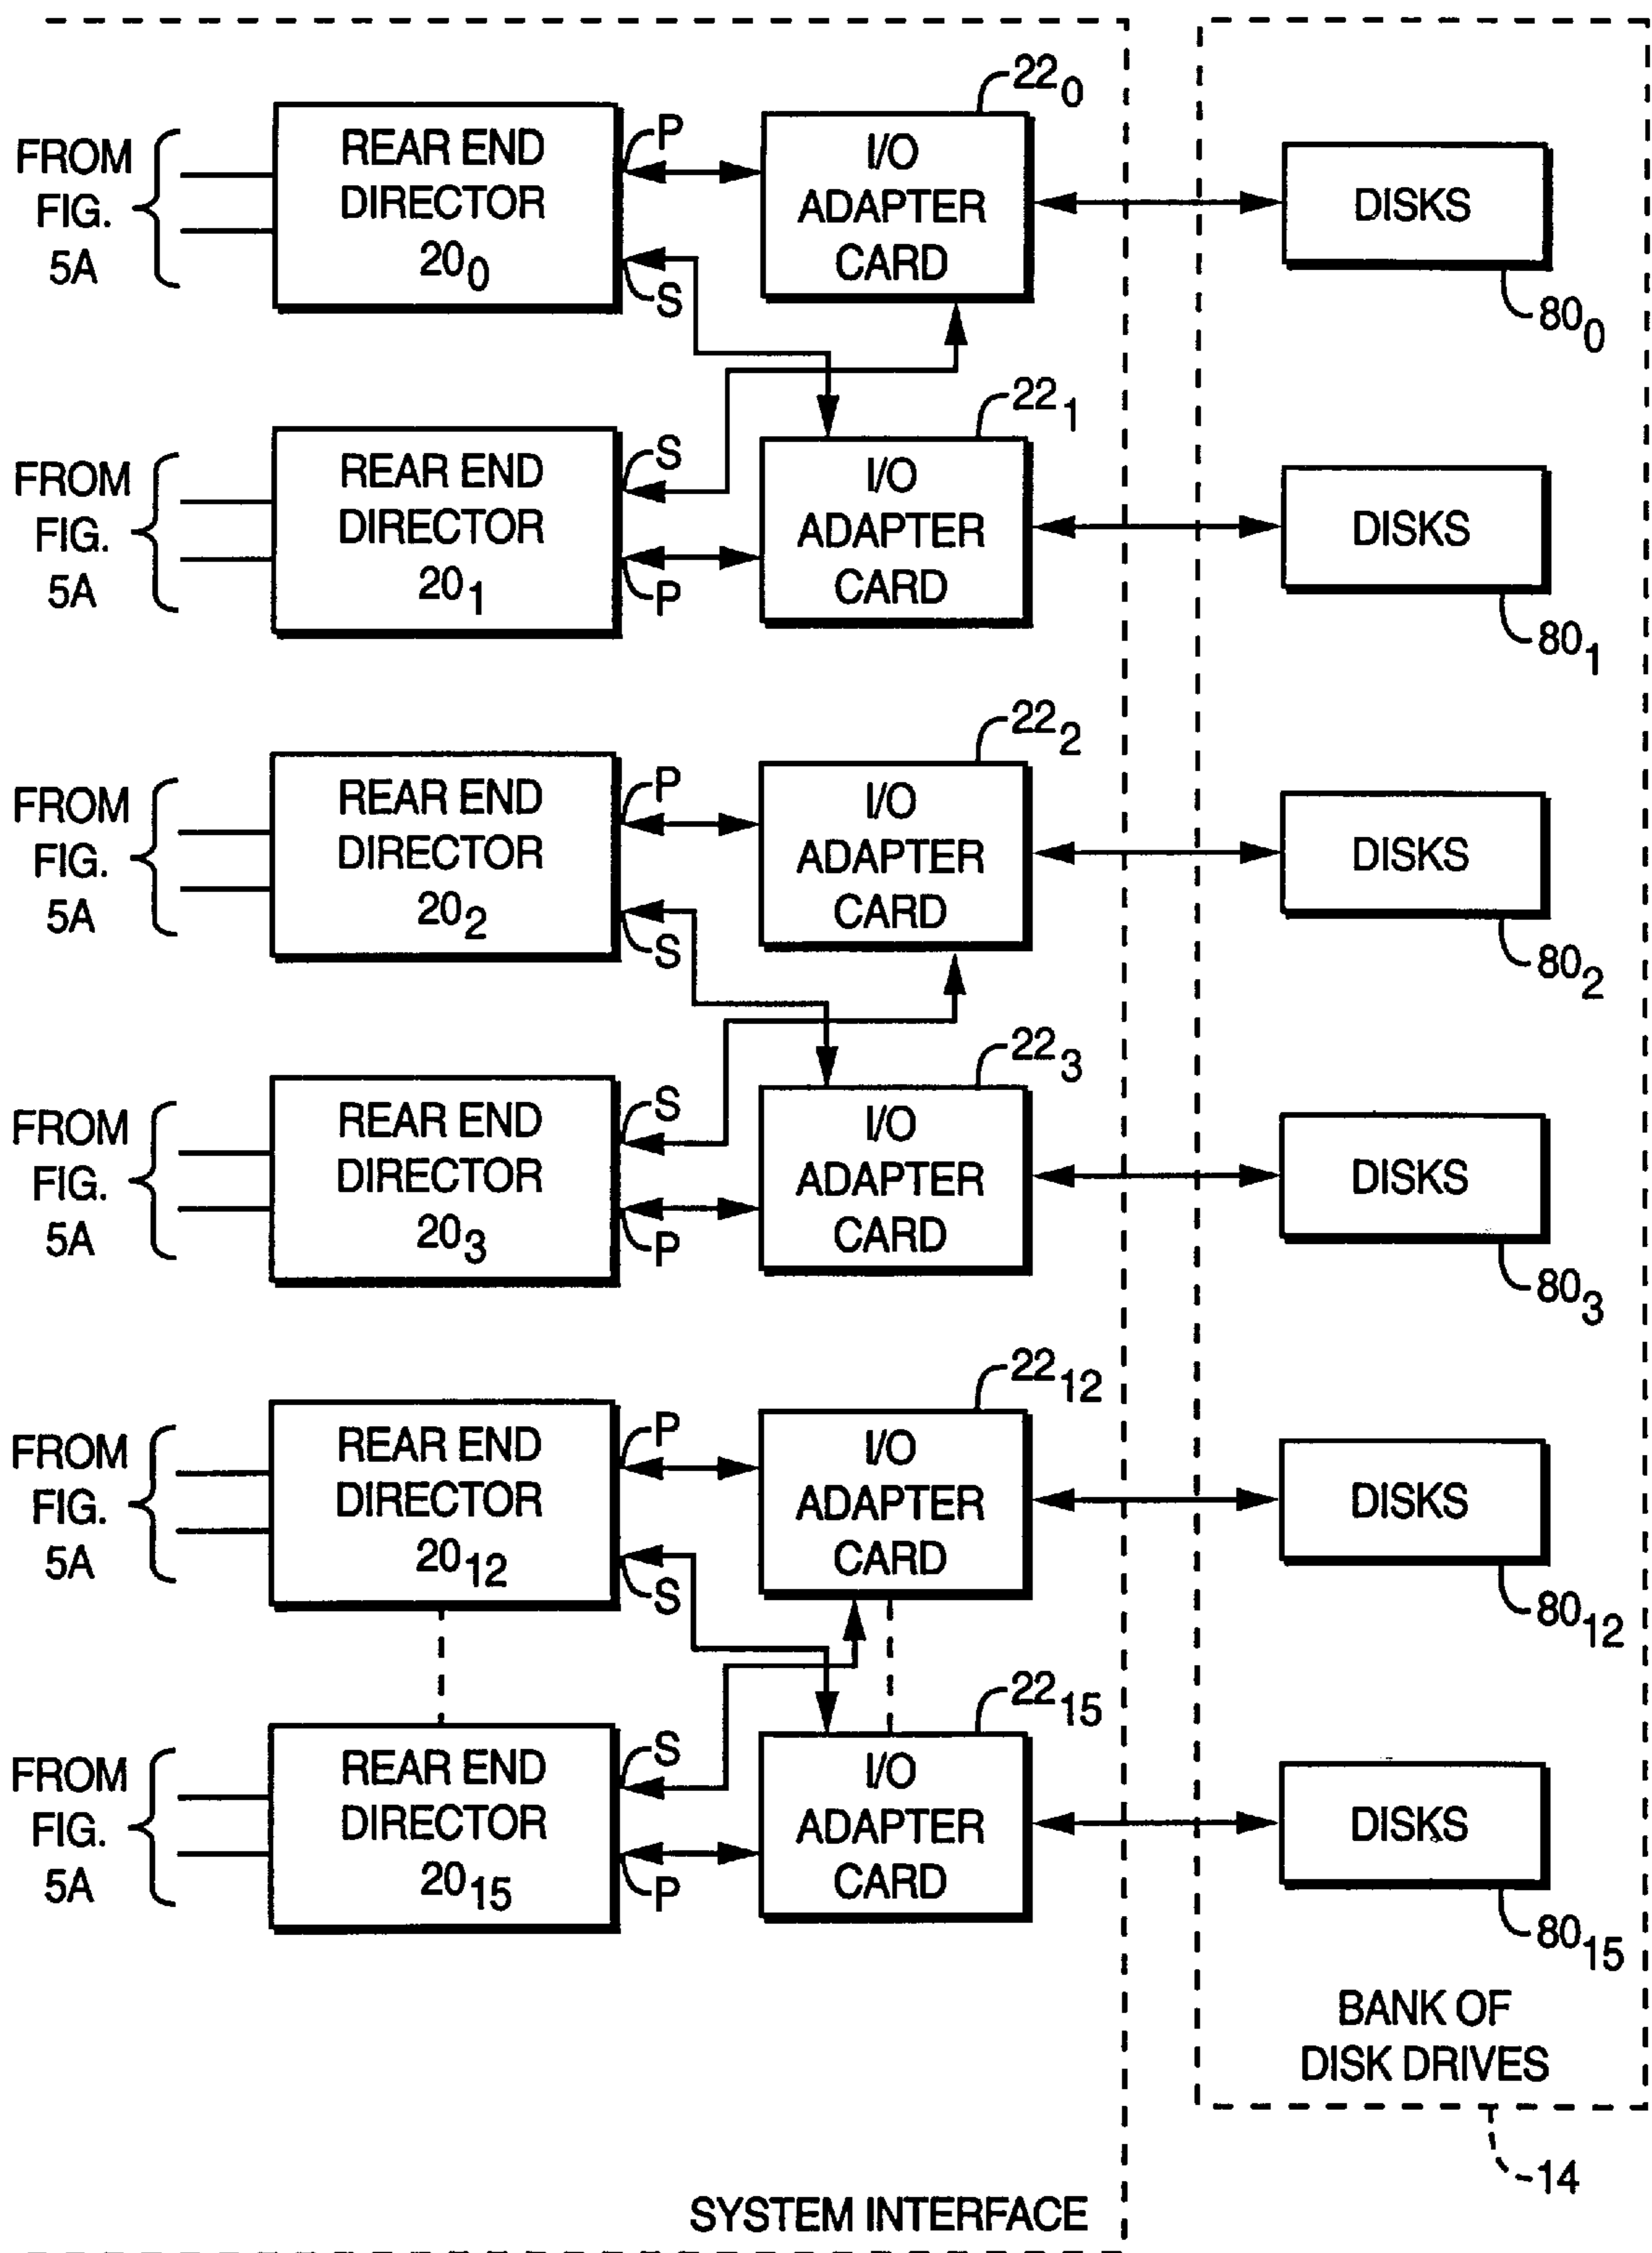 22₀
FROM
FIG.
5A
REAR END
DIRECTOR
20₀
P
S
I/O
ADAPTER
CARD
DISKS
80₀
22₁
FROM
FIG.
5A
REAR END
DIRECTOR
20₁
S
P
I/O
ADAPTER
CARD
DISKS
80₁
22₂
FROM
FIG.
5A
REAR END
DIRECTOR
20₂
P
S
I/O
ADAPTER
CARD
DISKS
80₂
22₃
FROM
FIG.
5A
REAR END
DIRECTOR
20₃
S
P
I/O
ADAPTER
CARD
DISKS
80₃
22₁₂
FROM
FIG.
5A
REAR END
DIRECTOR
20₁₂
P
S
I/O
ADAPTER
CARD
DISKS
80₁₂
22₁₅
FROM
FIG.
5A
REAR END
DIRECTOR
20₁₅
S
P
I/O
ADAPTER
CARD
DISKS
80₁₅
BANK OF
DISK DRIVES
14
SYSTEM INTERFACE